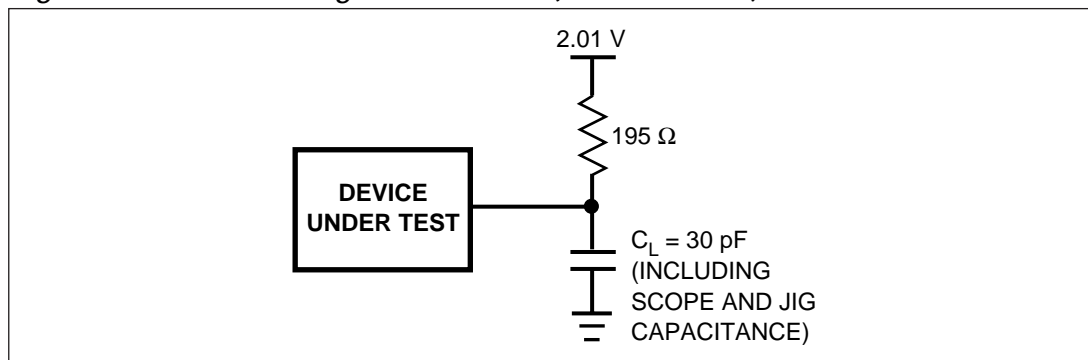 2.01 V
195 Ω
DEVICE
UNDER TEST
C_L = 30 pF
(INCLUDING
SCOPE AND JIG
CAPACITANCE)